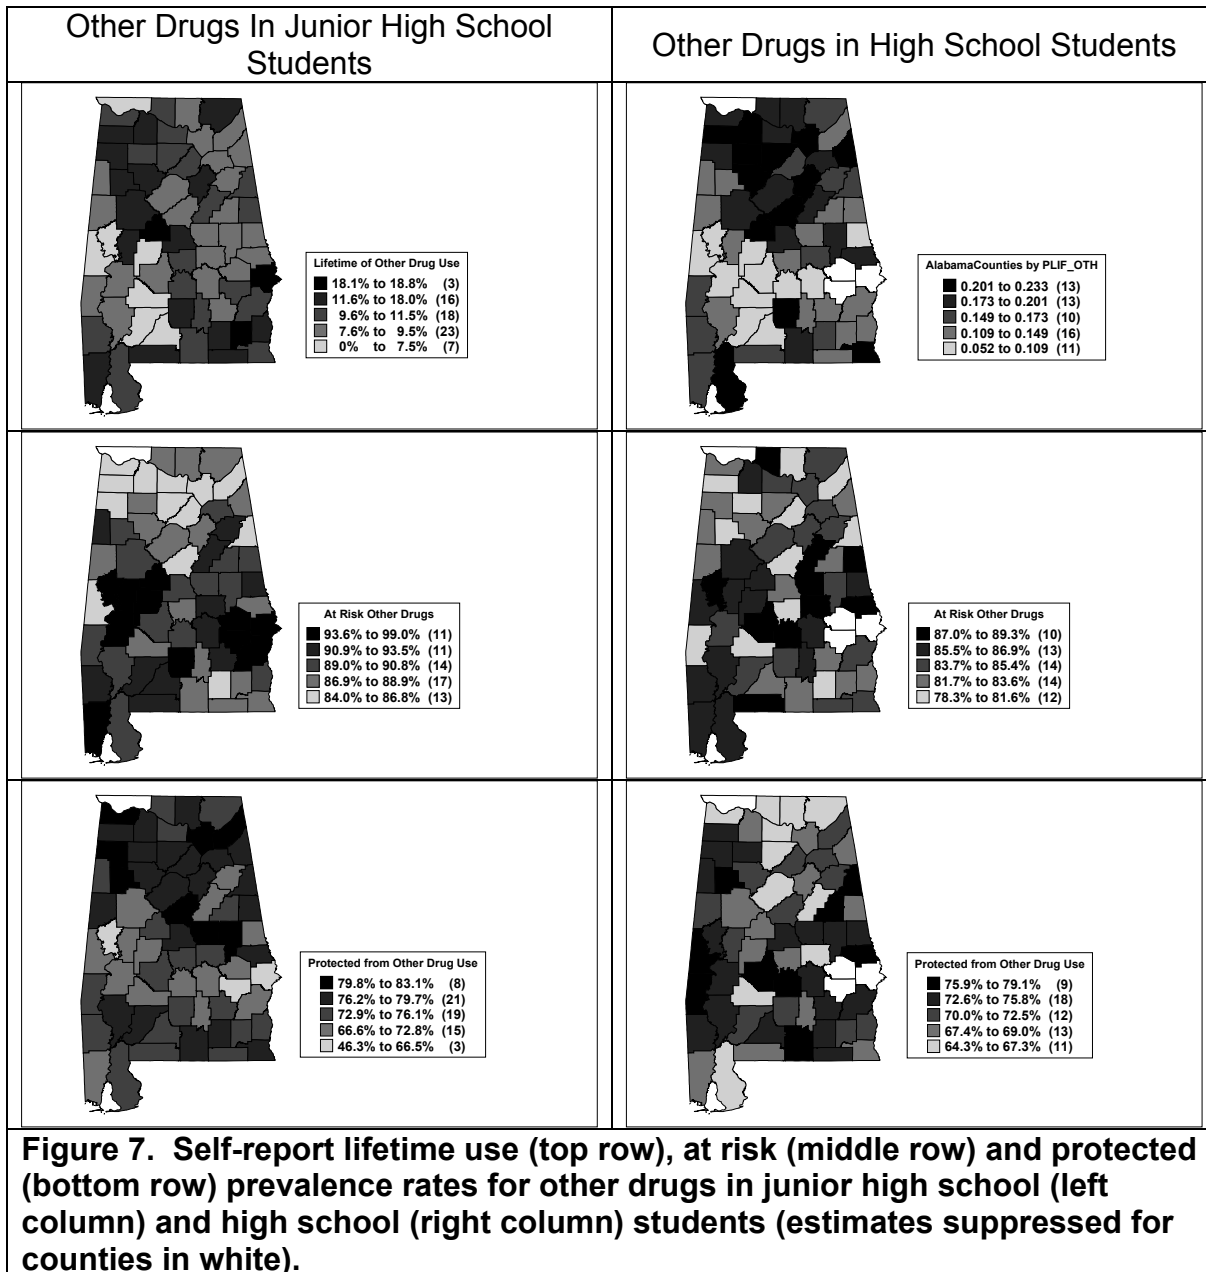 Other Drugs In Junior High School
Students
Other Drugs in High School Students
Lifetime of Other Drug Use
18.1% to 18.8% (3)
11.6% to 18.0% (16)
9.6% to 11.5% (18)
7.6% to 9.5% (23)
0% to 7.5% (7)
AlabamaCounties by PLIF_OTH
0.201 to 0.233 (13)
0.173 to 0.201 (13)
0.149 to 0.173 (10)
0.109 to 0.149 (16)
0.052 to 0.109 (11)
At Risk Other Drugs
93.6% to 99.0% (11)
90.9% to 93.5% (11)
89.0% to 90.8% (14)
86.9% to 88.9% (17)
84.0% to 86.8% (13)
At Risk Other Drugs
87.0% to 89.3% (10)
85.5% to 86.9% (13)
83.7% to 85.4% (14)
81.7% to 83.6% (14)
78.3% to 81.6% (12)
Protected from Other Drug Use
79.8% to 83.1% (8)
76.2% to 79.7% (21)
72.9% to 76.1% (19)
66.6% to 72.8% (15)
46.3% to 66.5% (3)
Protected from Other Drug Use
75.9% to 79.1% (9)
72.6% to 75.8% (18)
70.0% to 72.5% (12)
67.4% to 69.0% (13)
64.3% to 67.3% (11)
Figure 7. Self-report lifetime use (top row), at risk (middle row) and protected
(bottom row) prevalence rates for other drugs in junior high school (left
column) and high school (right column) students (estimates suppressed for
counties in white).